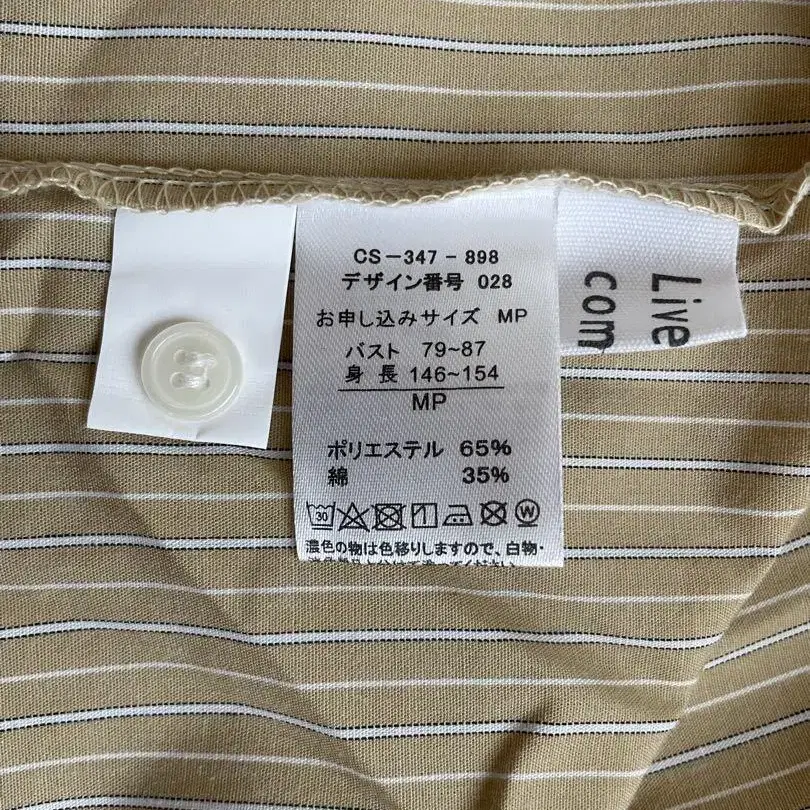 CS-347-898
デザイン番号 028
お申し込みサイズ MP
バスト 79~87
身長 146~154
MP
ポリエステル 65%
綿 35%
30
W
濃色の物は色移りしますので、白物・
Live
com